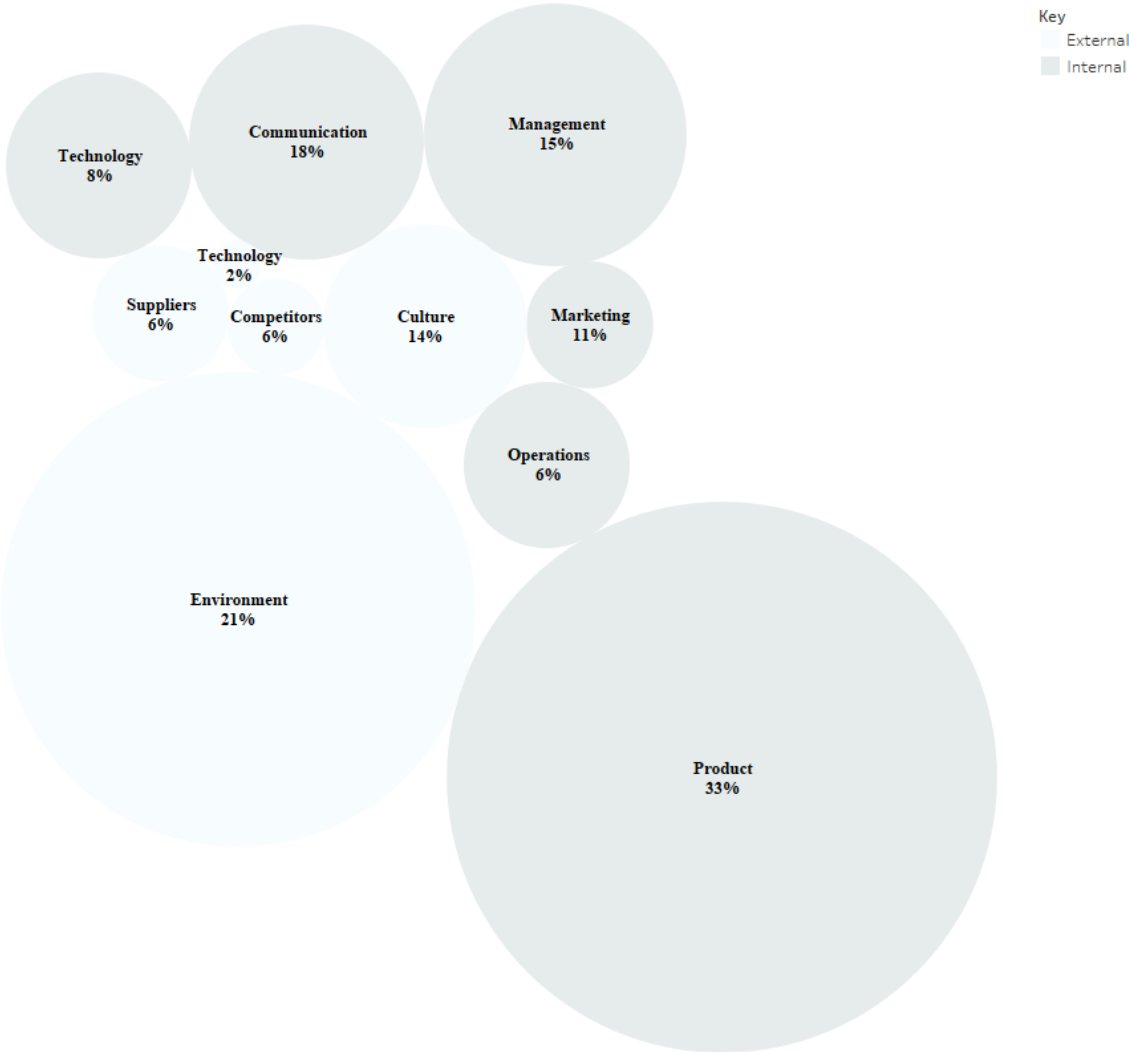 Key
External
Internal
Management
15%
Communication
18%
Technology
8%
Technology
2%
Suppliers
6%
Competitors
6%
Culture
14%
Marketing
11%
Operations
6%
Environment
21%
Product
33%